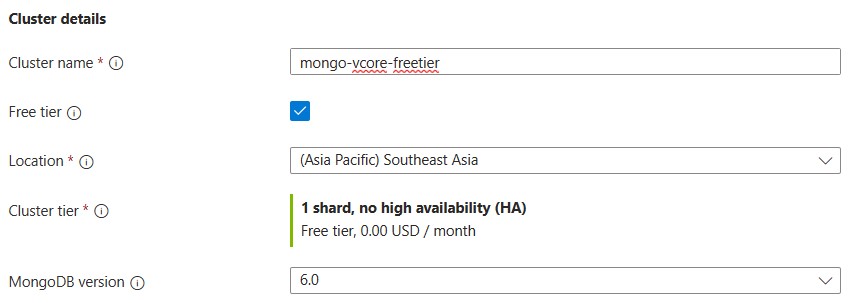 Cluster details
Cluster name * mongo-vcore-freetier
Free tier
Location * (Asia Pacific) Southeast Asia
Cluster tier * 1 shard, no high availability (HA)
Free tier, 0.00 USD / month
MongoDB version 6.0